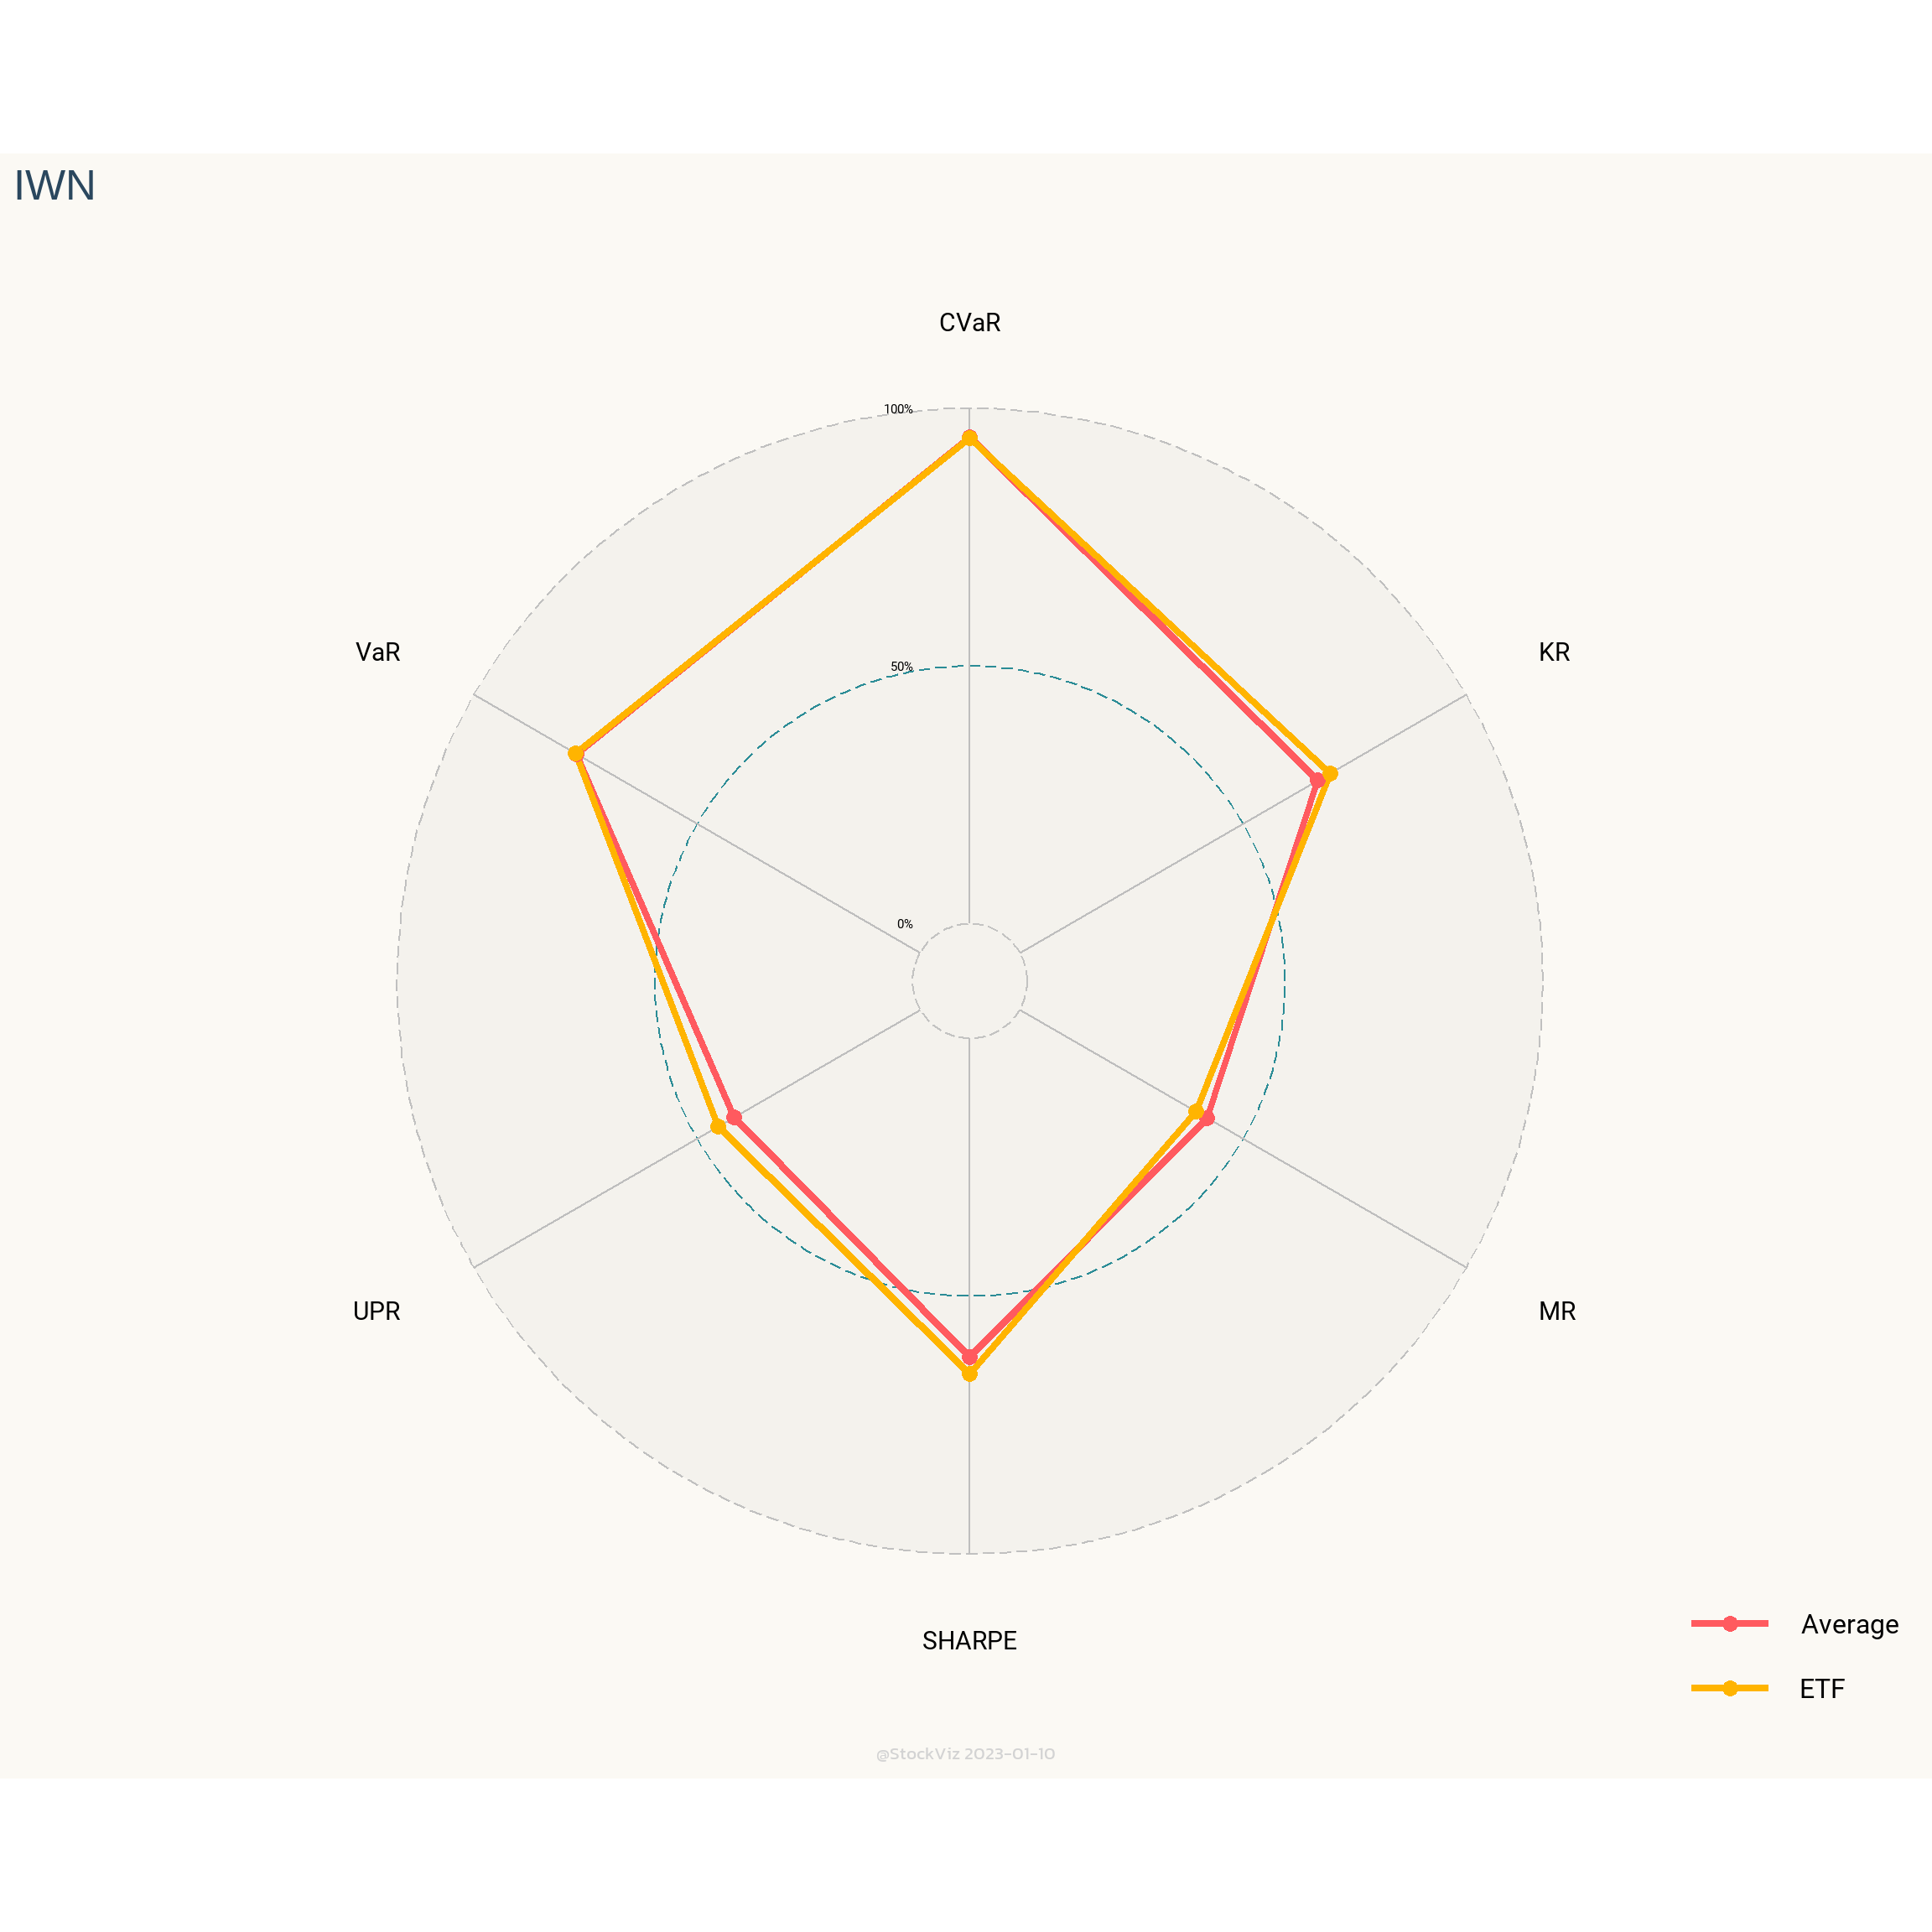 IWN
CVaR
100%
KR
VaR
50%
0%
UPR
MR
SHARPE
Average
ETF
@StockViz 2023-01-10